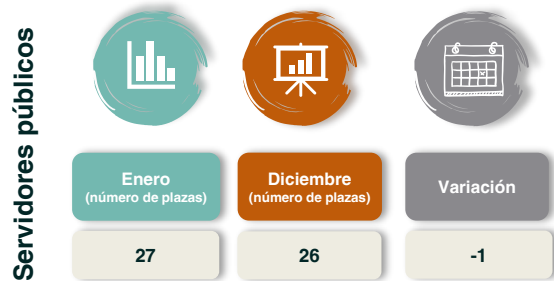 Servidores públicos
Enero
(número de plazas)
Diciembre
(número de plazas)
Variación
27
26
-1